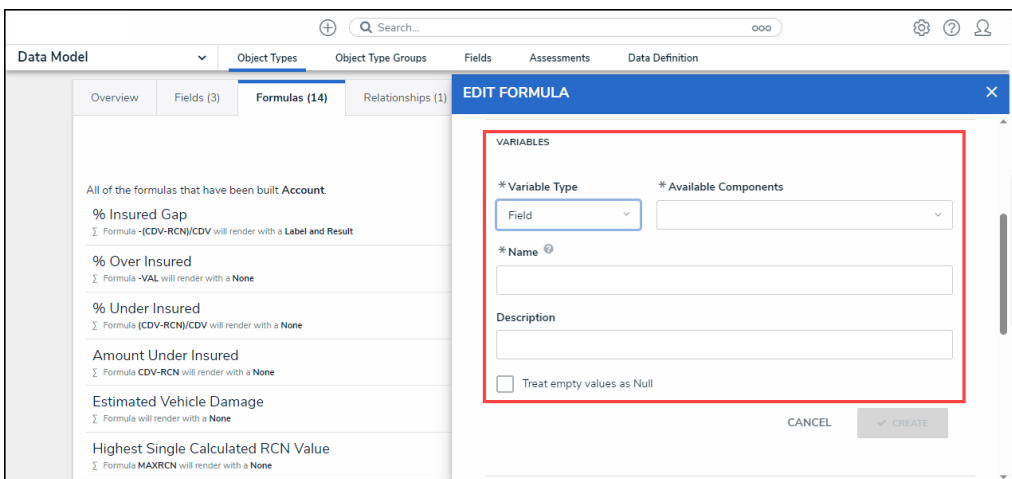 Search...
ooo
Data Model
Object Types
Object Type Groups
Fields
Assessments
Data Definition
Overview
Fields (3)
Formulas (14)
Relationships (1)
All of the formulas that have been built Account.
% Insured Gap
∑ Formula -(CDV-RCN)/CDV will render with a Label and Result
% Over Insured
∑ Formula -VAL will render with a None
% Under Insured
∑ Formula (CDV-RCN)/CDV will render with a None
Amount Under Insured
∑ Formula CDV-RCN will render with a None
Estimated Vehicle Damage
∑ Formula will render with a None
Highest Single Calculated RCN Value
∑ Formula MAXRCN will render with a None
EDIT FORMULA
VARIABLES
* Variable Type
* Available Components
Field
* Name
Description
Treat empty values as Null
CANCEL
CREATE